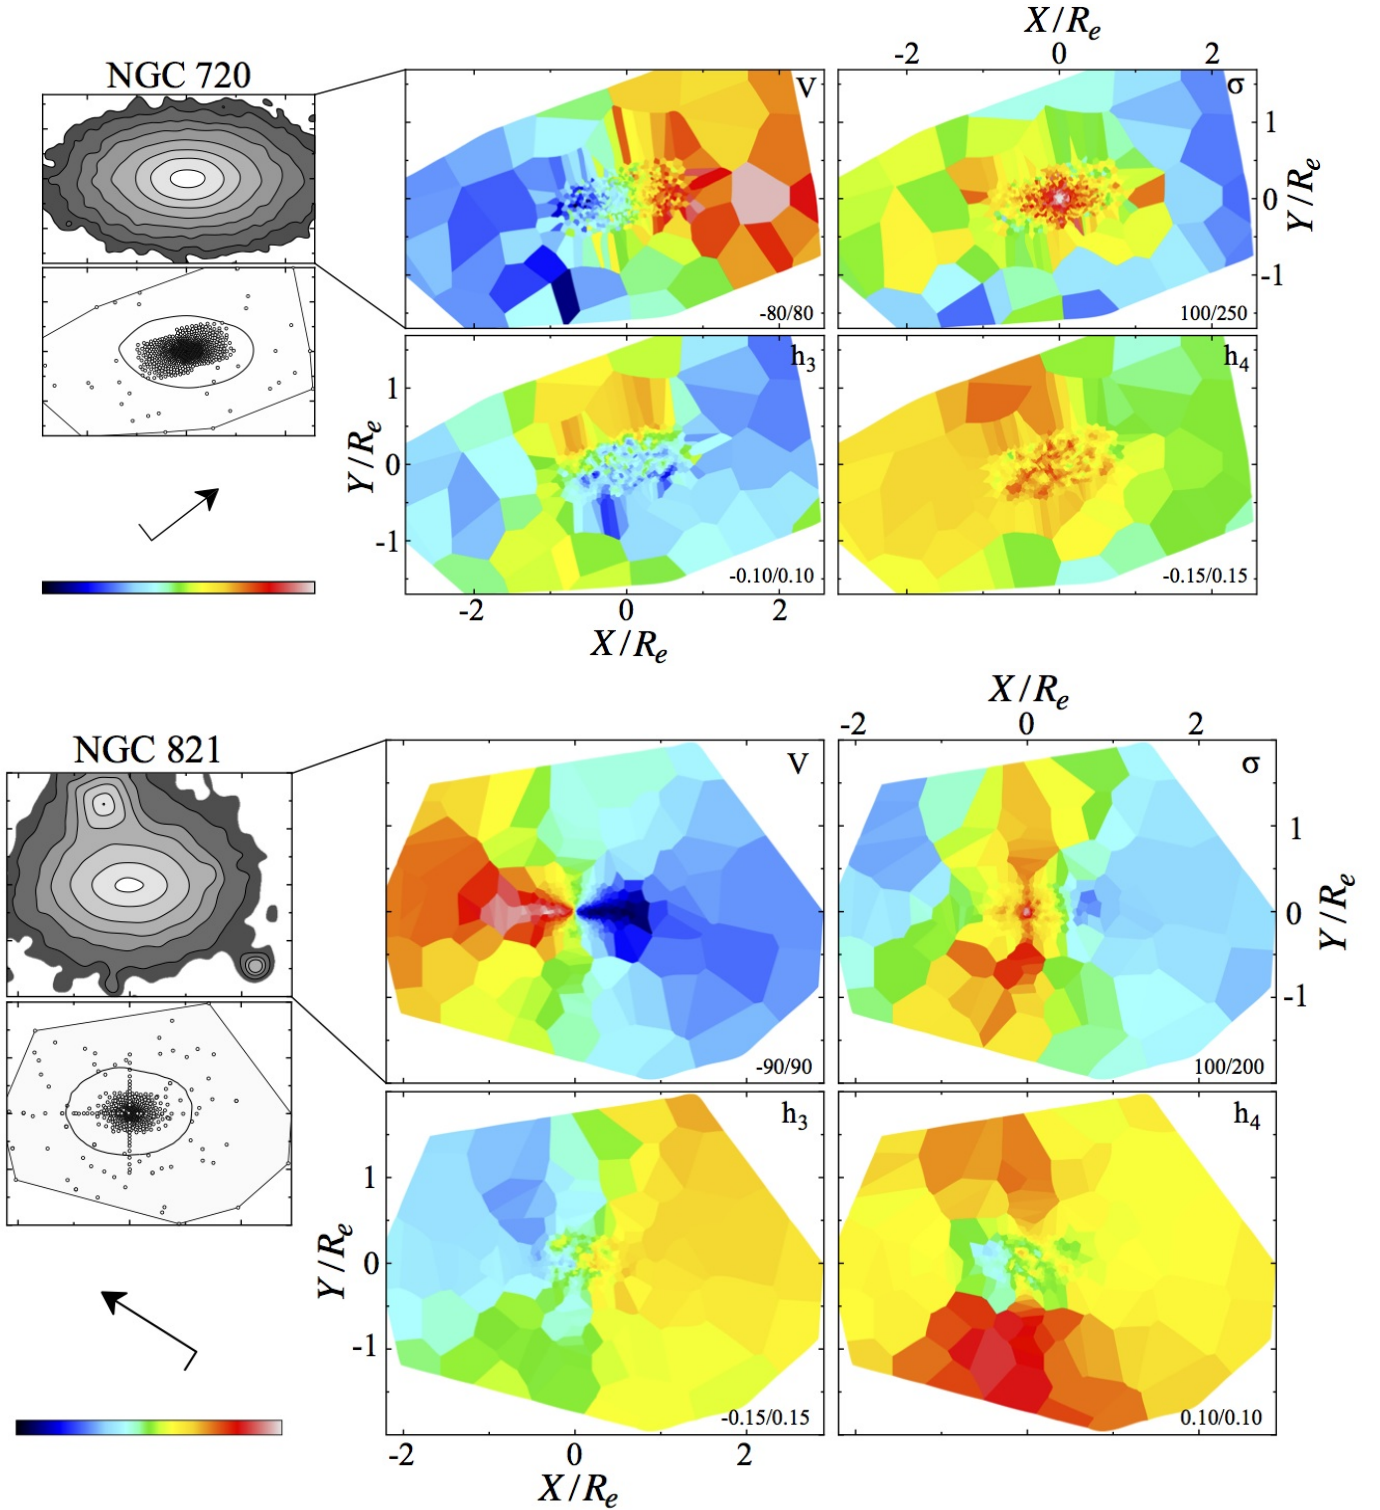 X/Re
-2 0 2
NGC 720
V
σ
1
0
-1
Y/Re
-80/80
100/250
h3
h4
1
0
-1
Y/Re
-0.10/0.10
-0.15/0.15
-2 0 2
X/Re
X/Re
-2 0 2
NGC 821
V
σ
1
0
-1
Y/Re
-90/90
100/200
h3
h4
1
0
-1
Y/Re
-0.15/0.15
0.10/0.10
-2 0 2
X/Re